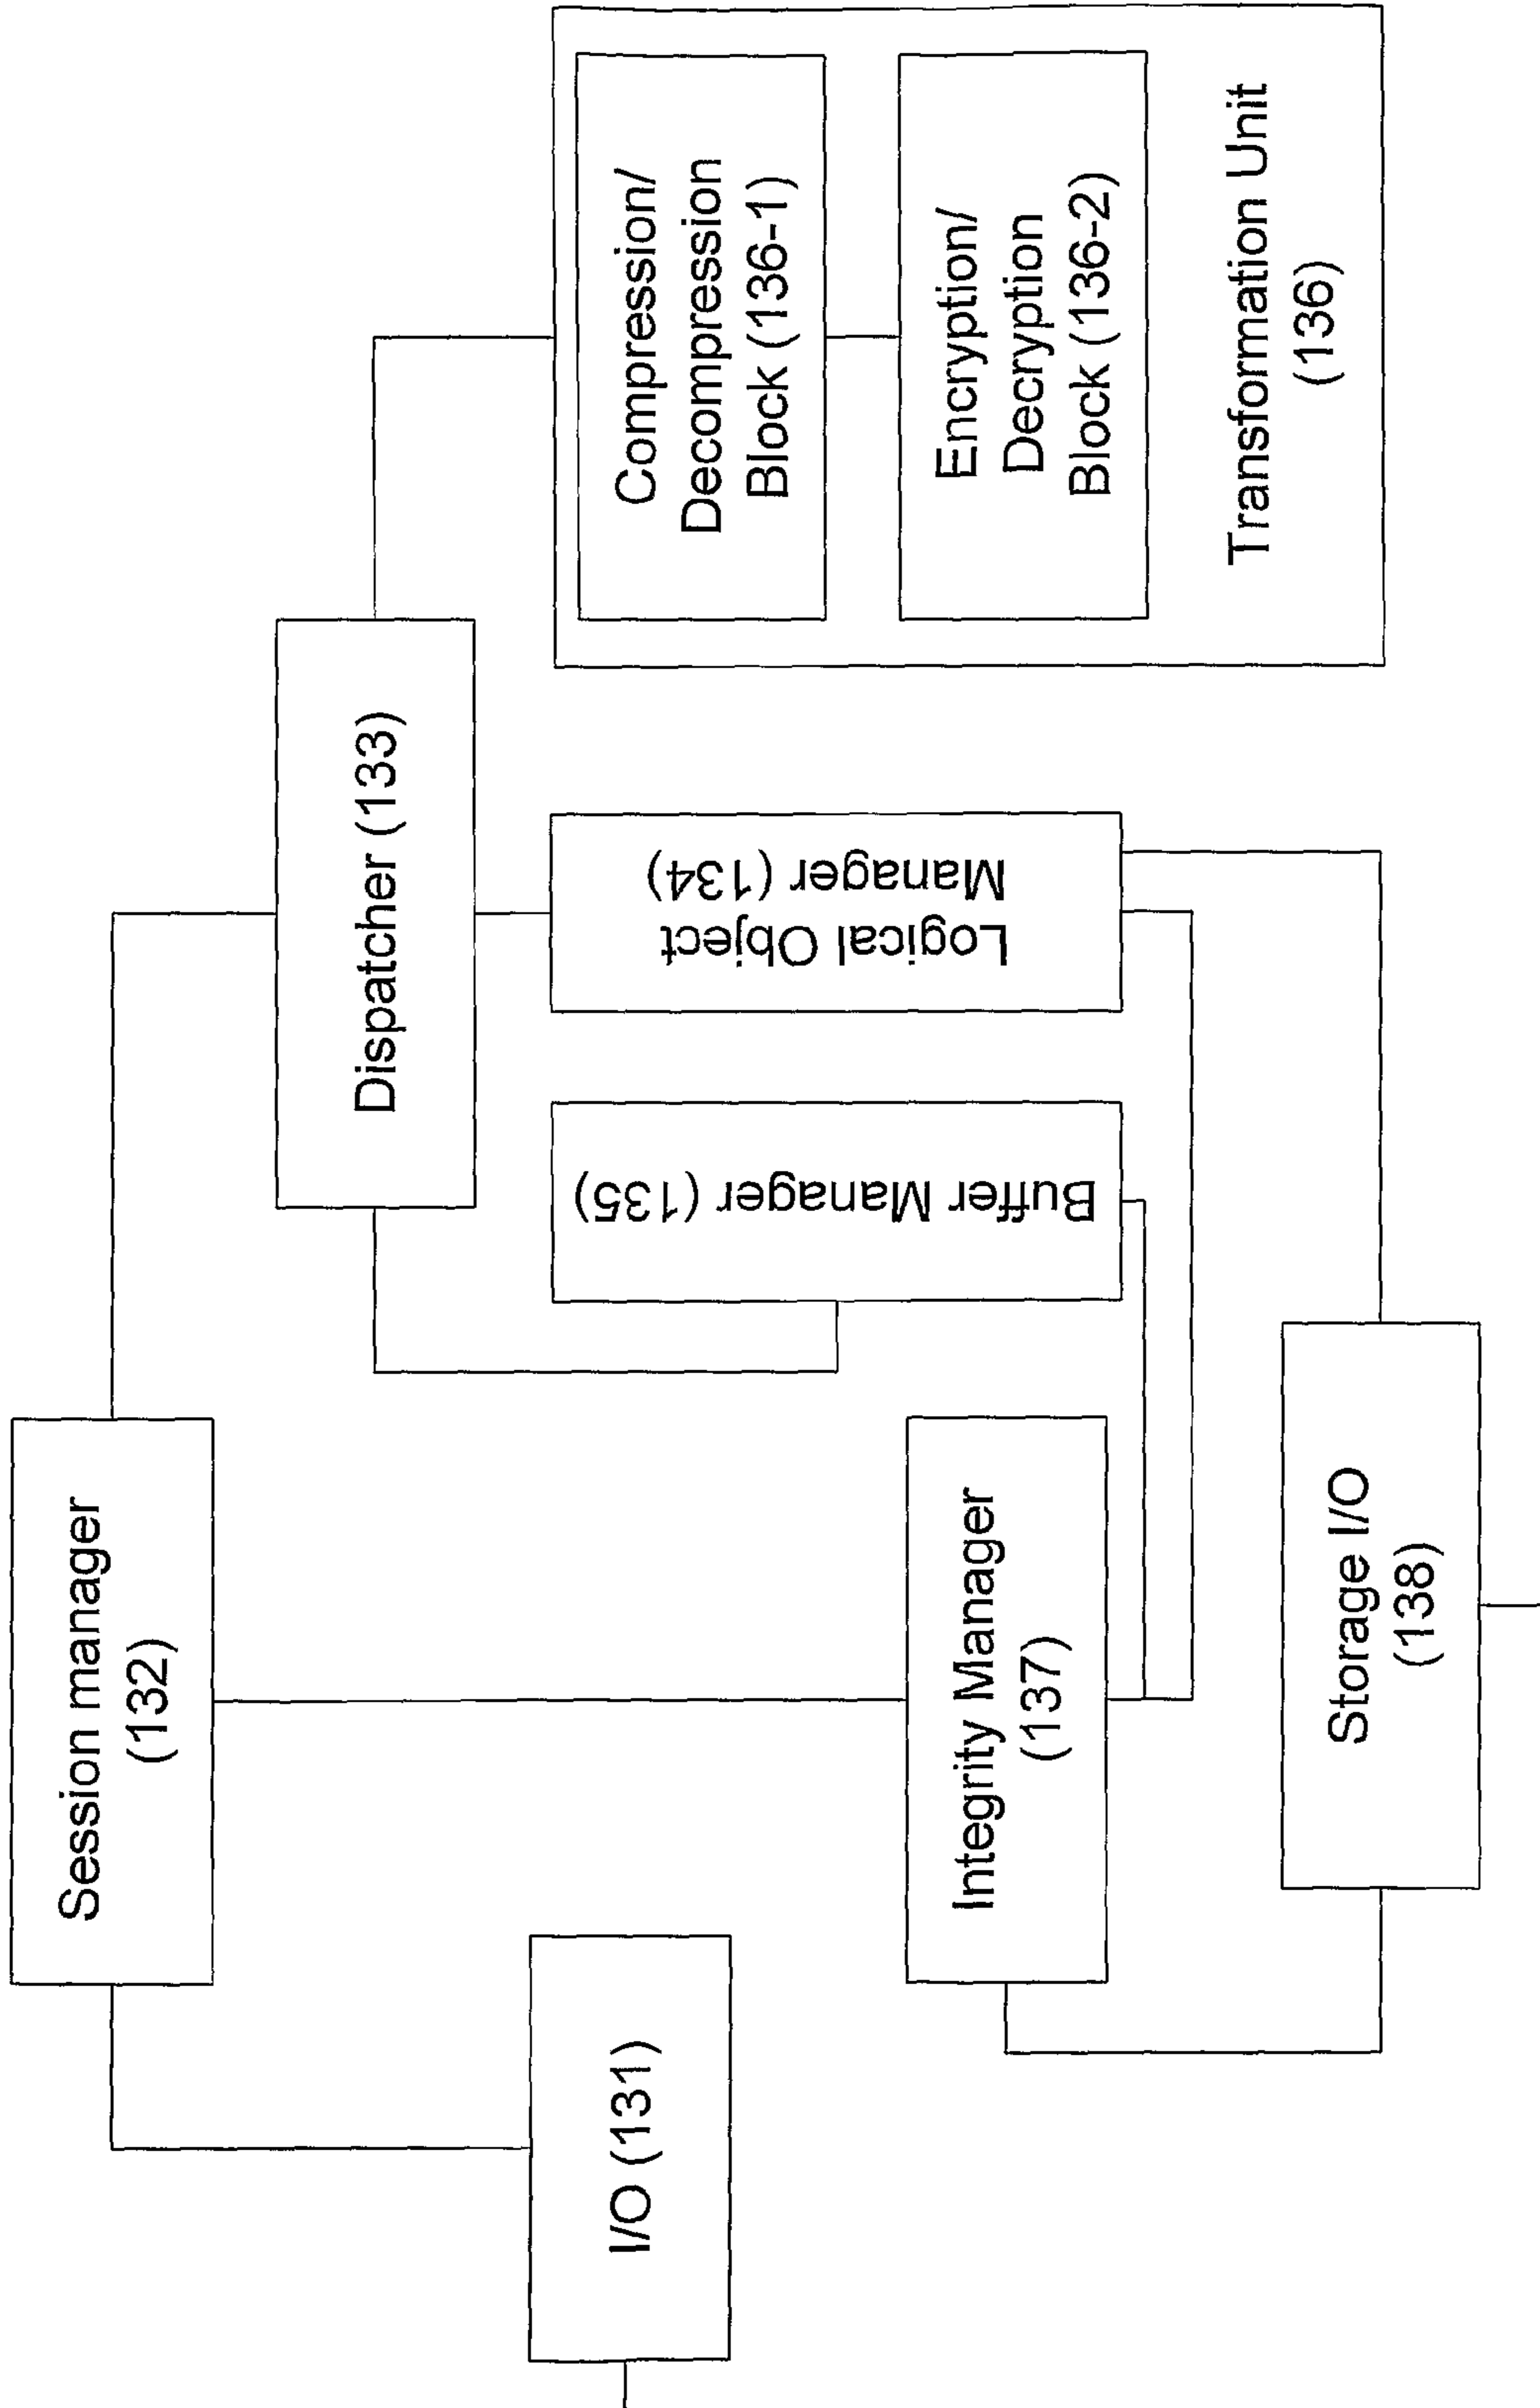 Session manager
(132)
Dispatcher (133)
I/O (131)
Buffer Manager (135)
Logical Object
Manager (134)
Compression/
Decompression
Block (136-1)
Encryption/
Decryption
Block (136-2)
Transformation Unit
(136)
Integrity Manager
(137)
Storage I/O
(138)